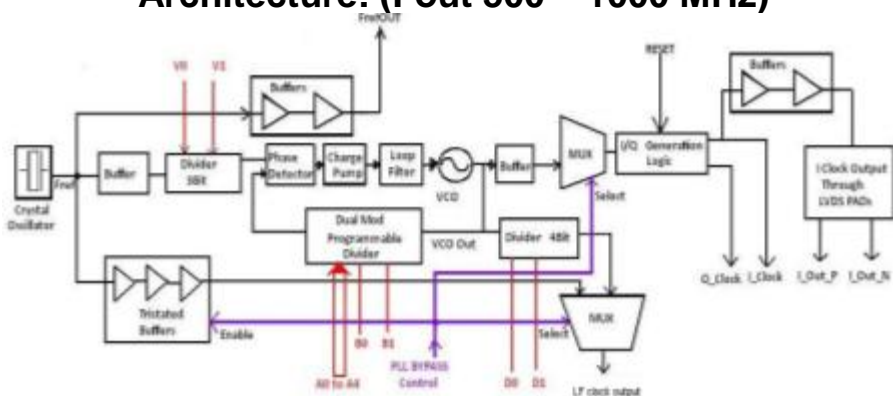 Architecture: (Fout 500 – 1000 MHz)
FrefOUT
V0 V1
Buffers
RESET
Buffers
Buffer
Divider
Phase
Detector
Charge
Pump
Loop
Filter
VCO
Buffer
MUX
I/Q Generation
Logic
Fref
Crystal
Oscillator
Select
I Clock Output
Through
LVDS PADs
Dual Mod
Programmable
Divider
VCO Out
Divider 4Bit
Q_Clock I_Clock
I_Out_P I_Out_N
Tristated
Buffers
Enable
Select
MUX
B0 B1
PLL BYPASS
Control
A0 to A4
D0 D1
LF clock output